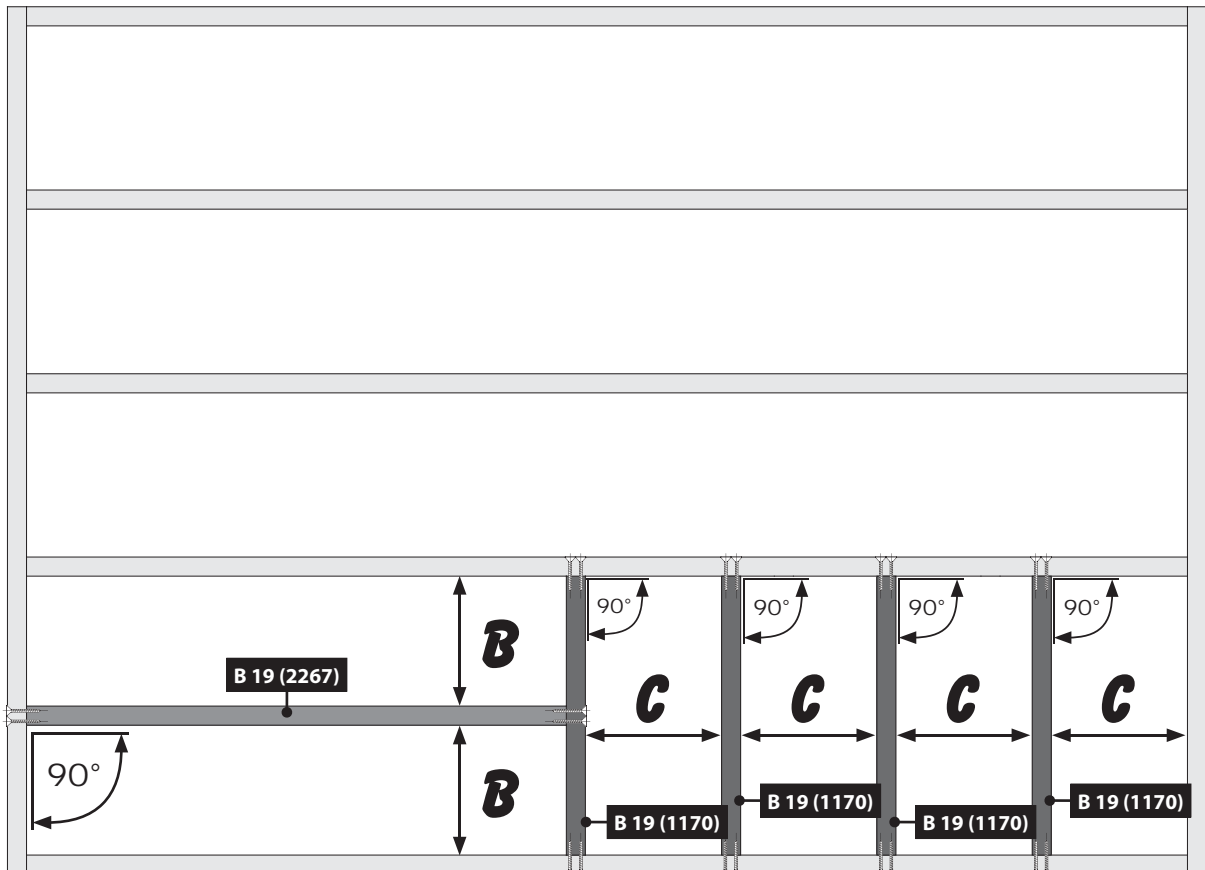 90° 90° 90° 90°
B
B 19 (2267)
C C C C
90°
B
B 19 (1170) B 19 (1170)
B 19 (1170) B 19 (1170)